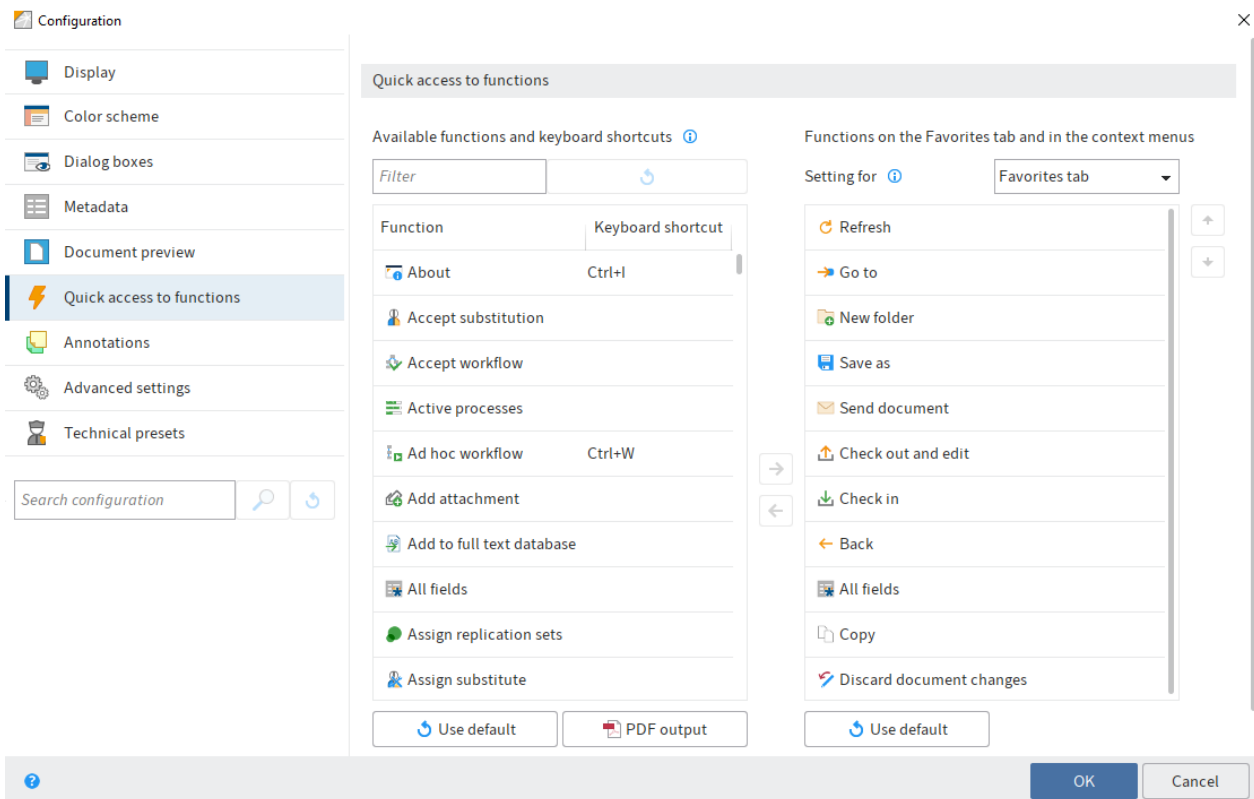 Configuration
Display
Color scheme
Dialog boxes
Metadata
Document preview
Quick access to functions
Annotations
Advanced settings
Technical presets
Search configuration
Quick access to functions
Available functions and keyboard shortcuts
Filter
Function Keyboard shortcut
About Ctrl+I
Accept substitution
Accept workflow
Active processes
Ad hoc workflow Ctrl+W
Add attachment
Add to full text database
All fields
Assign replication sets
Assign substitute
Use default PDF output
Functions on the Favorites tab and in the context menus
Setting for Favorites tab
Refresh
Go to
New folder
Save as
Send document
Check out and edit
Check in
Back
All fields
Copy
Discard document changes
Use default
OK Cancel